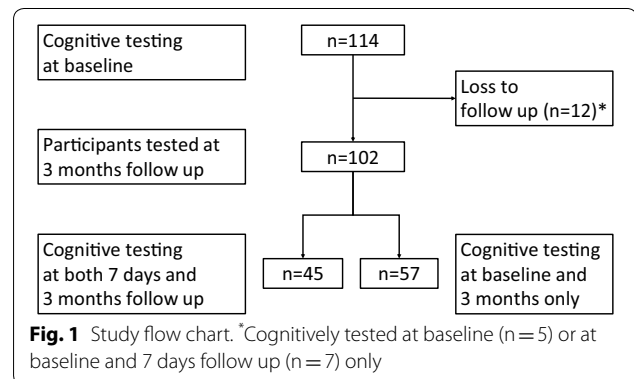 Cognitive testing
at baseline
n=114
Loss to
follow up (n=12)*
Participants tested at
3 months follow up
n=102
Cognitive testing
at both 7 days and
3 months follow up
n=45
n=57
Cognitive testing
at baseline and
3 months only
Fig. 1 Study flow chart. *Cognitively tested at baseline (n = 5) or at
baseline and 7 days follow up (n = 7) only